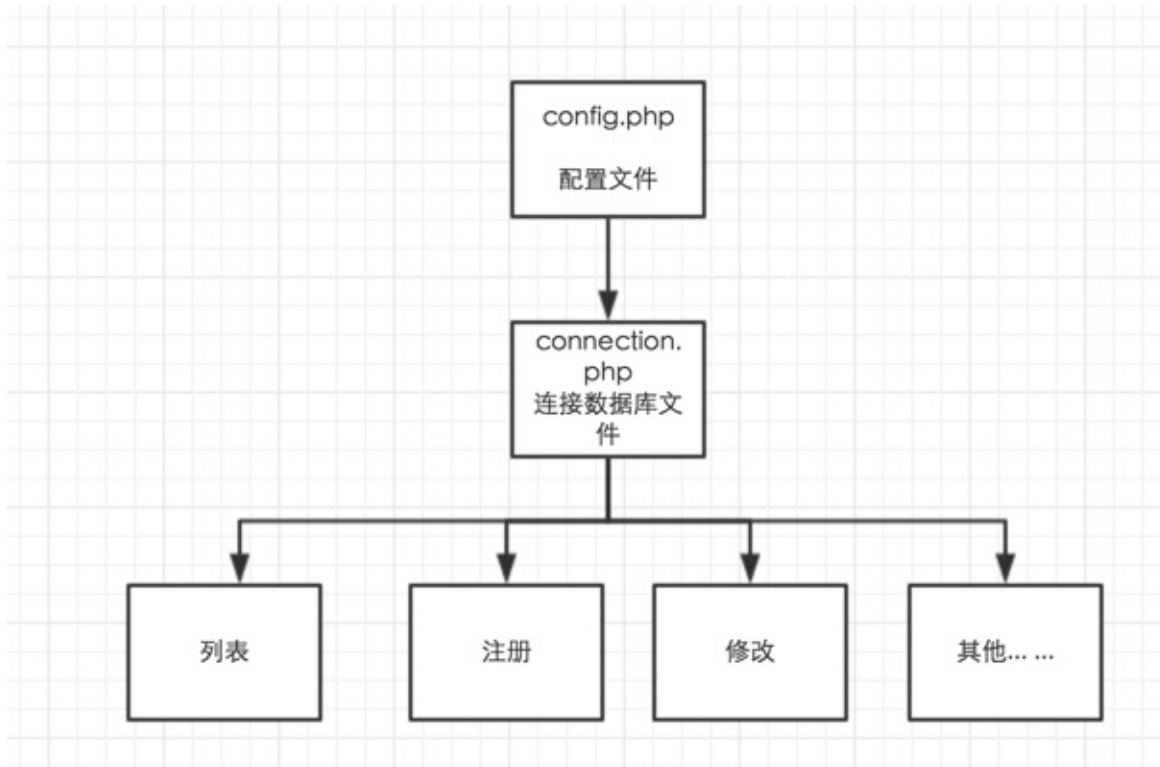 config.php
配置文件
connection.
php
连接数据库文
件
列表
注册
修改
其他... ...